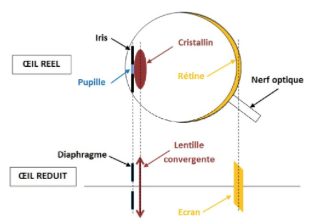 Iris
Cristallin
ŒIL REEL
Pupille
Rétine
Nerf optique
Diaphragme
Lentille
convergente
ŒIL REDUIT
Ecran